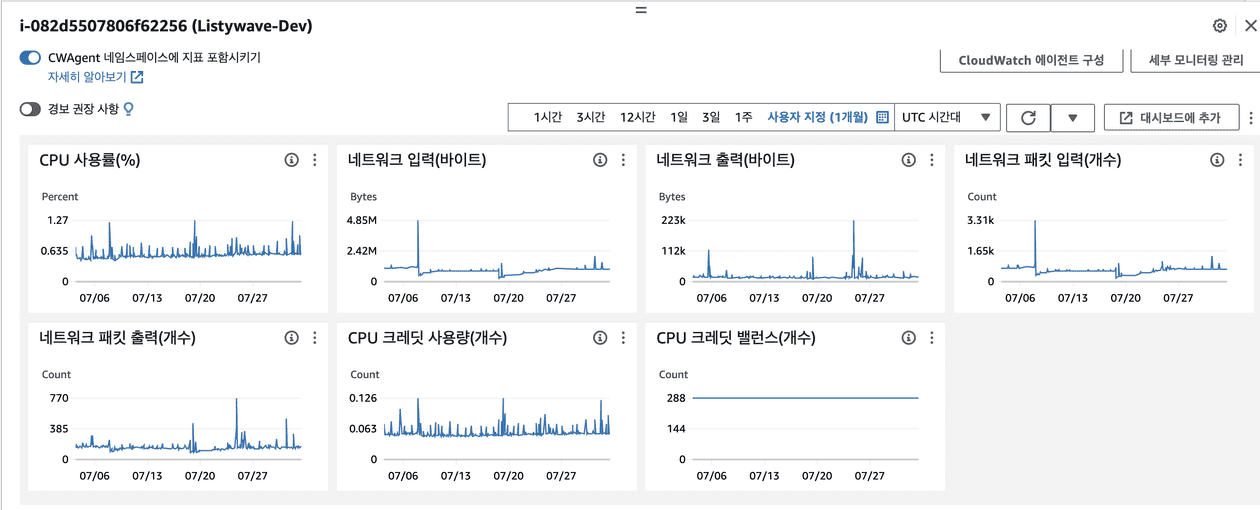 i-082d5507806f62256 (Listywave-Dev)
CWAgent 네임스페이스에 지표 포함시키기
자세히 알아보기
CloudWatch 에이전트 구성
세부 모니터링 관리
경보 권장 사항
1시간 3시간 12시간 1일 3일 1주 사용자 지정 (1개월) UTC 시간대
대시보드에 추가
CPU 사용률(%)
Percent
1.27
0.635
0
07/06 07/13 07/20 07/27
네트워크 입력(바이트)
Bytes
4.85M
2.42M
0
07/06 07/13 07/20 07/27
네트워크 출력(바이트)
Bytes
223k
112k
0
07/06 07/13 07/20 07/27
네트워크 패킷 입력(개수)
Count
3.31k
1.65k
0
07/06 07/13 07/20 07/27
네트워크 패킷 출력(개수)
Count
770
385
0
07/06 07/13 07/20 07/27
CPU 크레딧 사용량(개수)
Count
0.126
0.063
0
07/06 07/13 07/20 07/27
CPU 크레딧 밸런스(개수)
Count
288
144
0
07/06 07/13 07/20 07/27